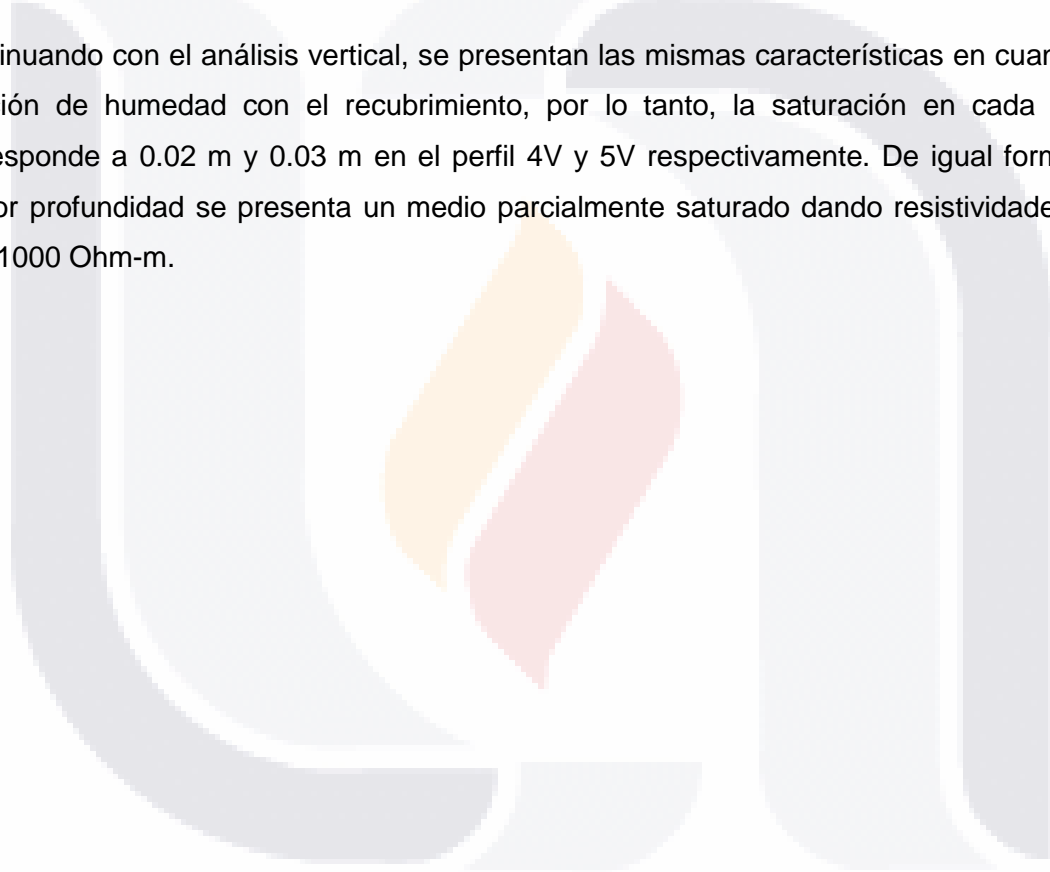 inuando con el análisis vertical, se presentan las mismas características en cuan
ión de humedad con el recubrimiento, por lo tanto, la saturación en cada
esponde a 0.02 m y 0.03 m en el perfil 4V y 5V respectivamente. De igual form
or profundidad se presenta un medio parcialmente saturado dando resistividade
1000 Ohm-m.